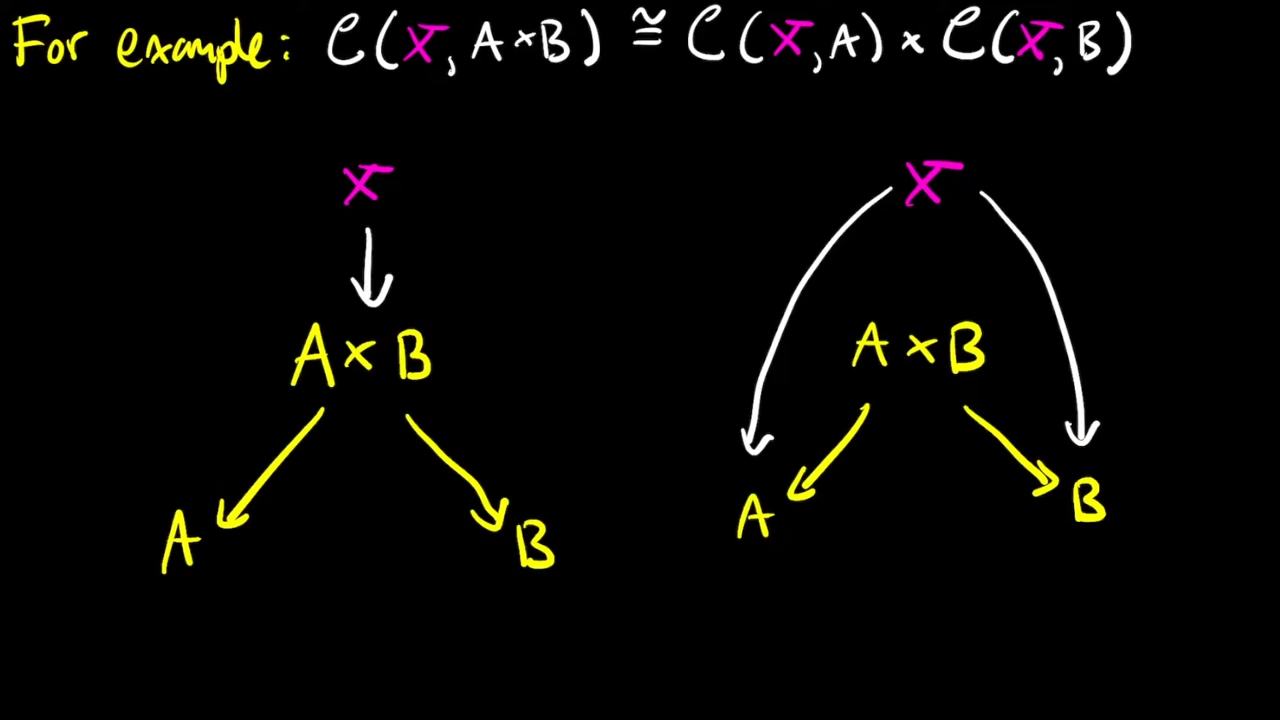 For example: C(X, A×B) ≅ C(X,A) × C(X,B)
X
X
A×B
A×B
A
B
A
B